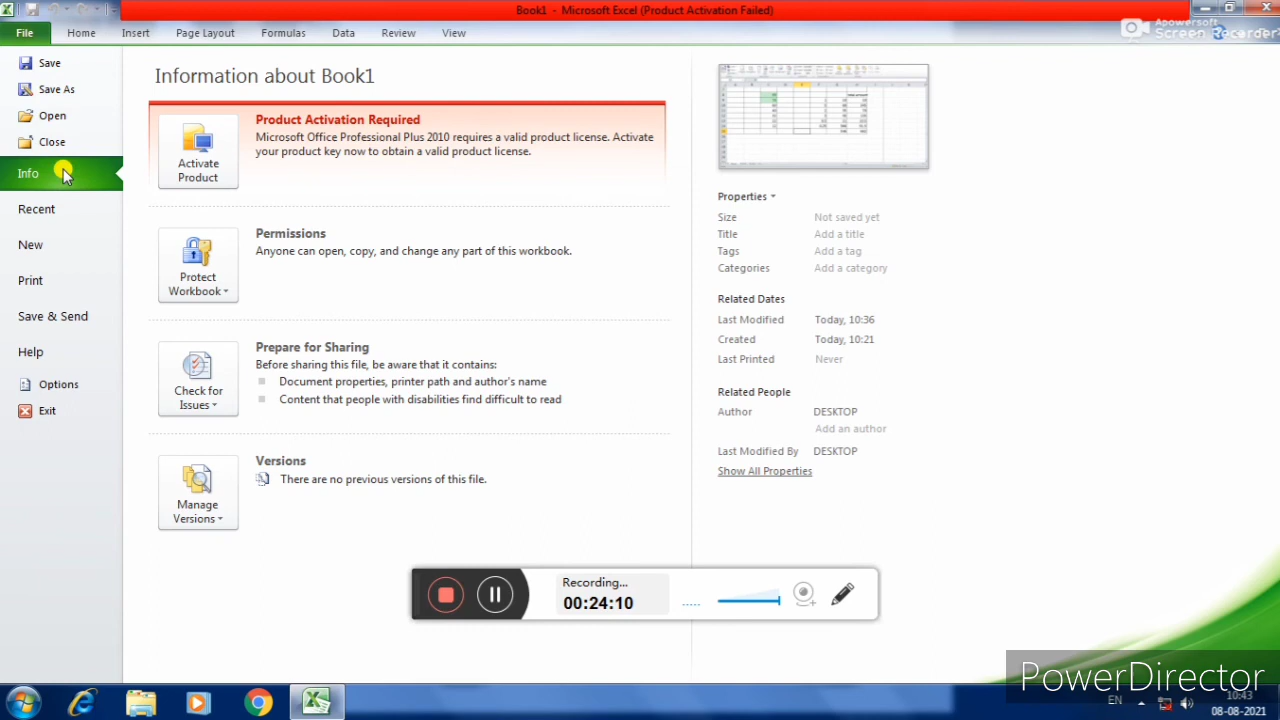 Book1 - Microsoft Excel (Product Activation Failed)
File Home Insert Page Layout Formulas Data Review View
Apowersoft
Screen Recorder
Save
Save As
Open
Close
Info
Recent
New
Print
Save & Send
Help
Options
Exit
Information about Book1
Activate
Product
Product Activation Required
Microsoft Office Professional Plus 2010 requires a valid product license. Activate
your product key now to obtain a valid product license.
Protect
Workbook
Permissions
Anyone can open, copy, and change any part of this workbook.
Check for
Issues
Prepare for Sharing
Before sharing this file, be aware that it contains:
Document properties, printer path and author's name
Content that people with disabilities find difficult to read
Manage
Versions
Versions
There are no previous versions of this file.
Properties
Size Not saved yet
Title Add a title
Tags Add a tag
Categories Add a category
Related Dates
Last Modified Today, 10:36
Created Today, 10:21
Last Printed Never
Related People
Author DESKTOP
Add an author
Last Modified By DESKTOP
Show All Properties
Recording...
00:24:10
PowerDirector
EN
10:43
08-08-2021